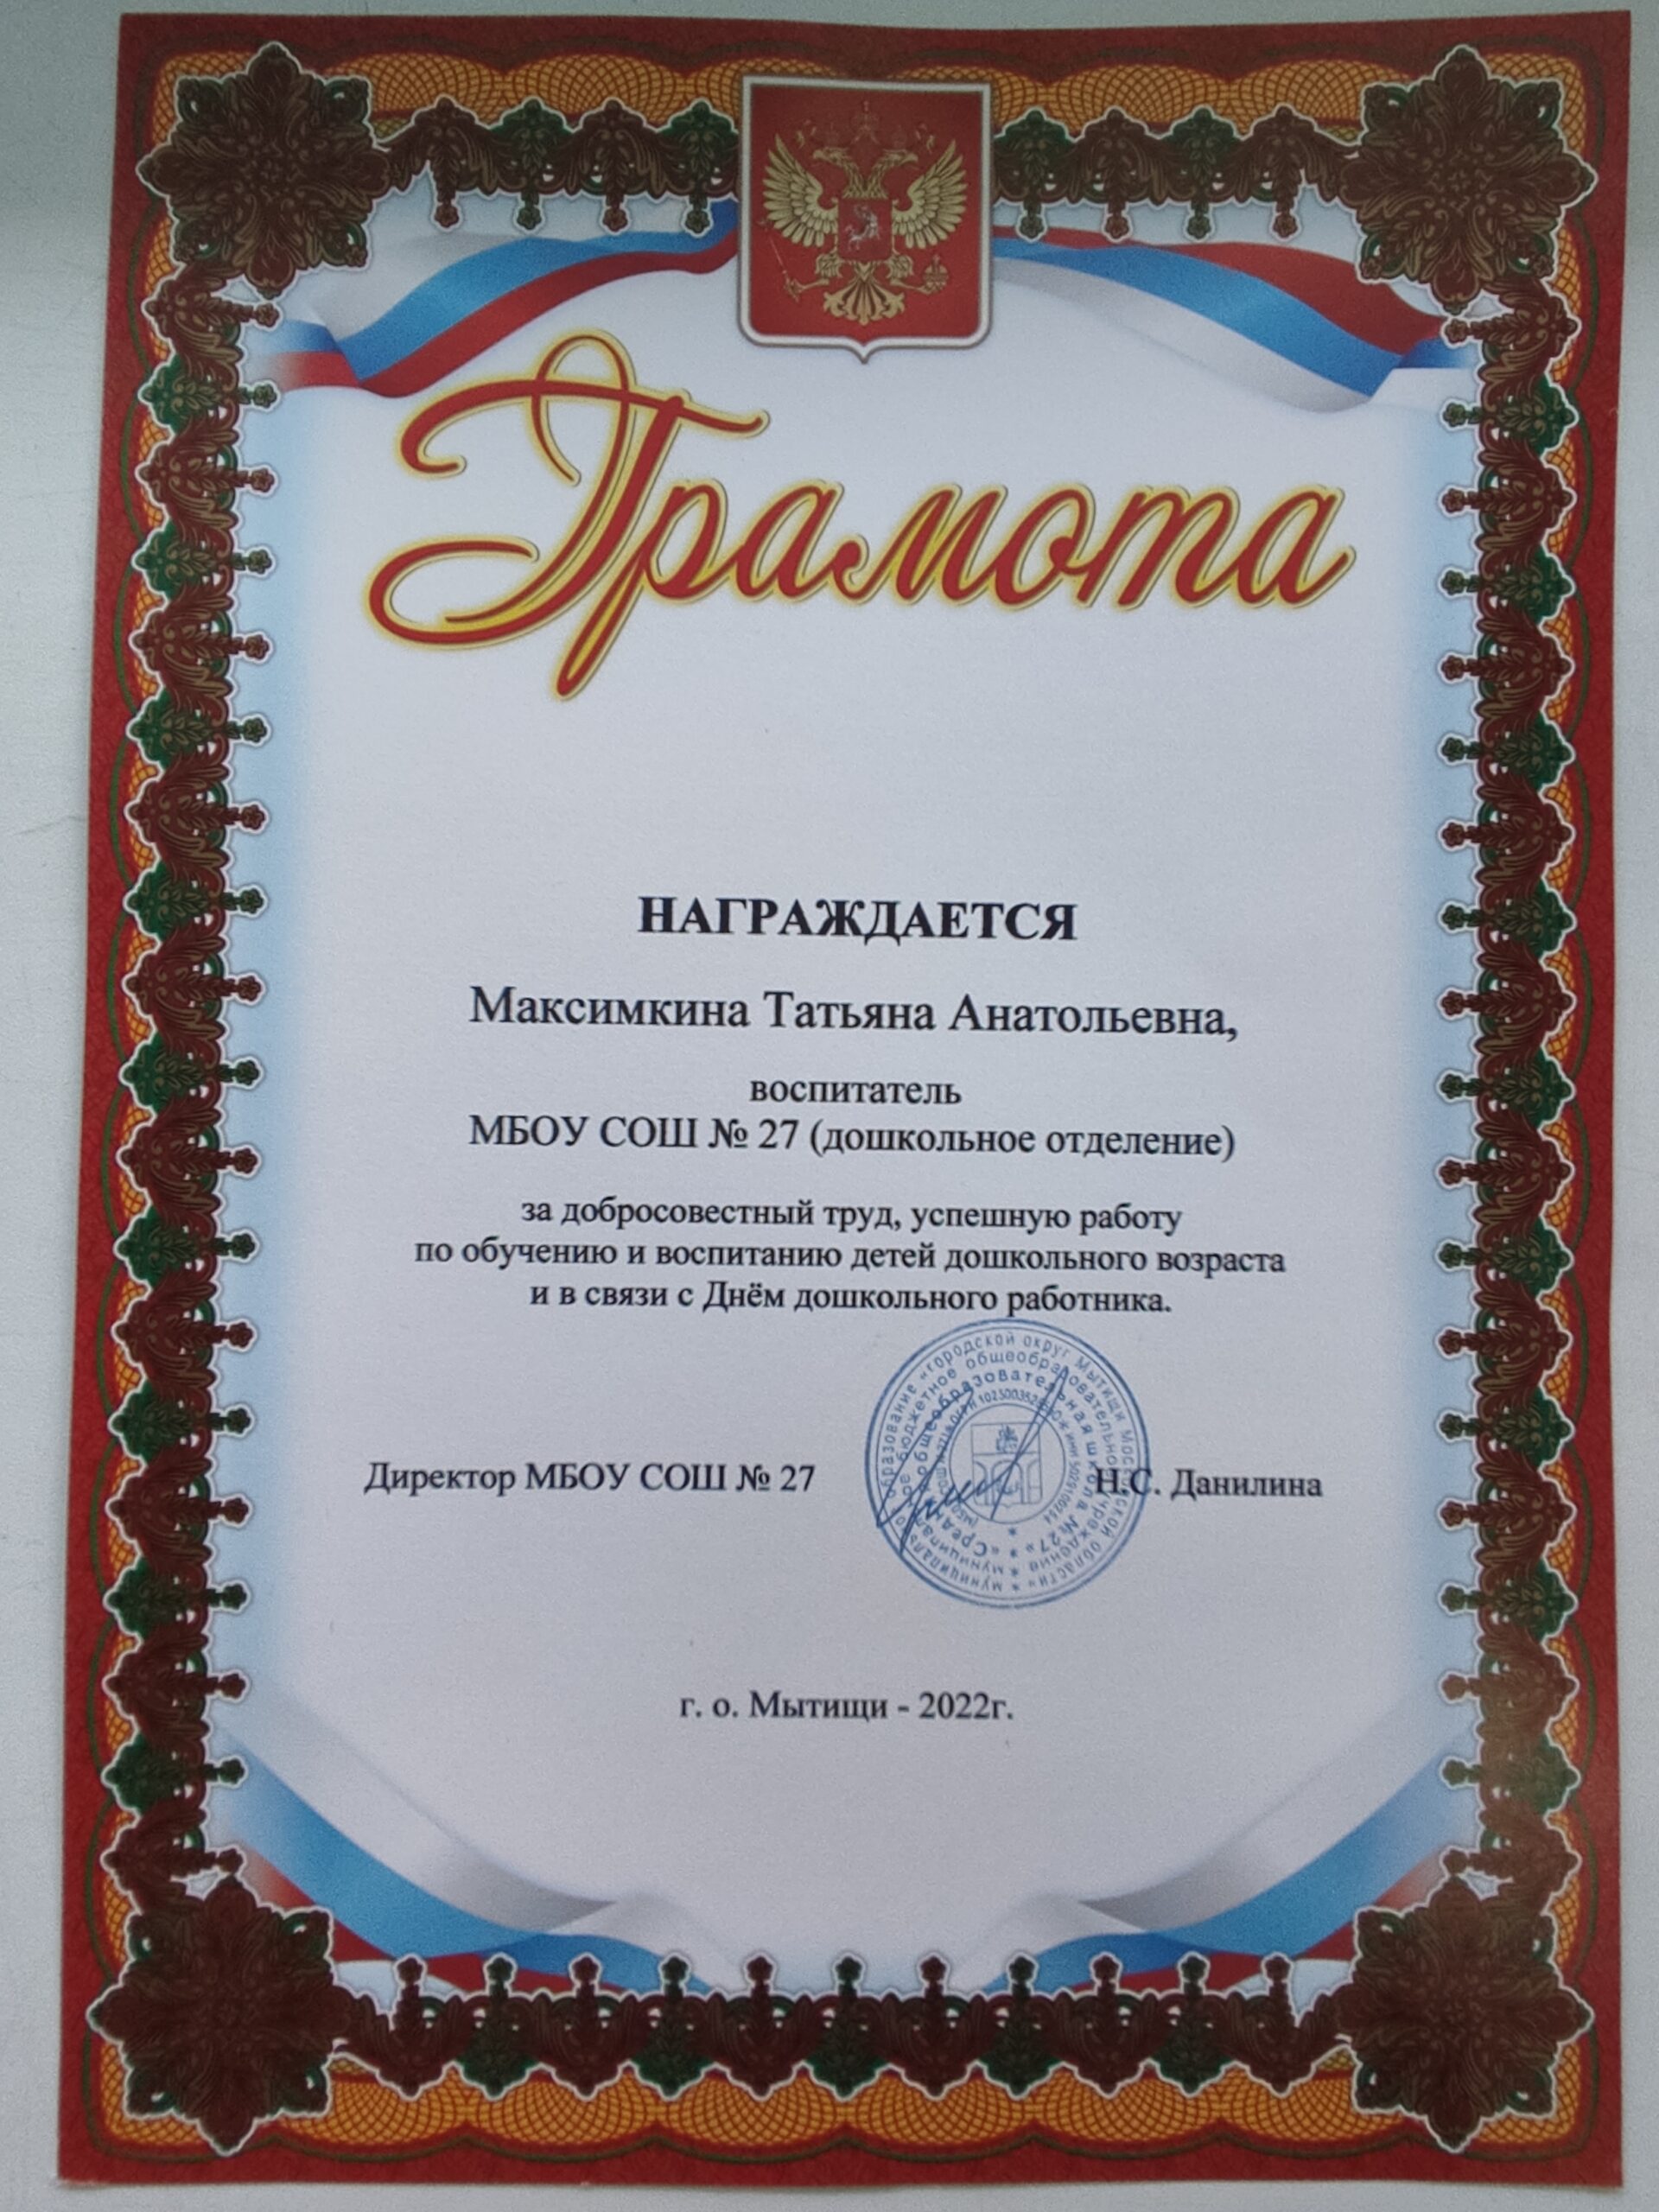 Грамота
НАГРАЖДАЕТСЯ
Максимкина Татьяна Анатольевна,
воспитатель
МБОУ СОШ № 27 (дошкольное отделение)
за добросовестный труд, успешную работу
по обучению и воспитанию детей дошкольного возраста
и в связи с Днём дошкольного работника.
Директор МБОУ СОШ № 27
Н.С. Данилина
г. о. Мытищи - 2022г.